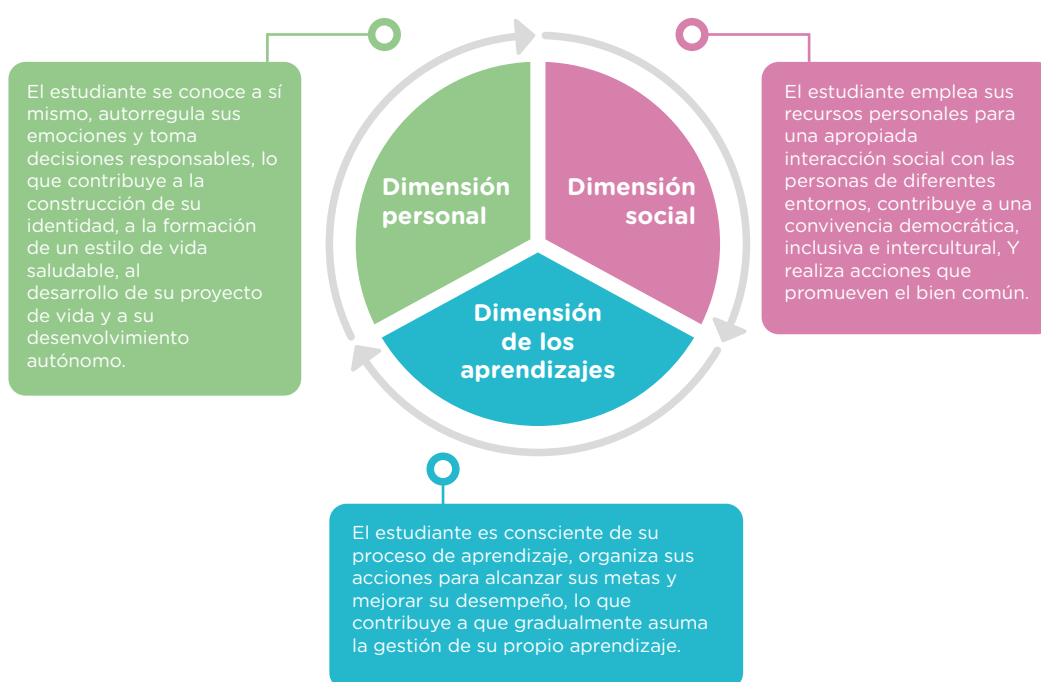 El estudiante se conoce a sí
mismo, autorregula sus
emociones y toma
decisiones responsables, lo
que contribuye a la
construcción de su
identidad, a la formación
de un estilo de vida
saludable, al
desarrollo de su proyecto
de vida y a su
desenvolvimiento
autónomo.
Dimensión
personal
Dimensión
social
El estudiante emplea sus
recursos personales para
una apropiada
interacción social con las
personas de diferentes
entornos, contribuye a una
convivencia democrática,
inclusiva e intercultural, Y
realiza acciones que
promueven el bien común.
Dimensión
de los
aprendizajes
El estudiante es consciente de su
proceso de aprendizaje, organiza sus
acciones para alcanzar sus metas y
mejorar su desempeño, lo que
contribuye a que gradualmente asuma
la gestión de su propio aprendizaje.